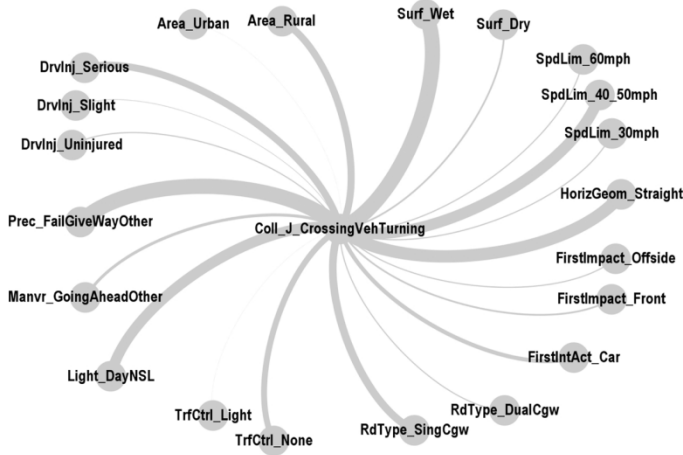 Surf_Wet
Area_Rural
Area_Urban
Surf_Dry
SpdLim_60mph
DrvInj_Serious
SpdLim_40_50mph
DrvInj_Slight
SpdLim_30mph
DrvInj_Uninjured
HorizGeom_Straight
Prec_FailGiveWayOther
Coll_J_CrossingVehTurning
FirstImpact_Offside
Manvr_GoingAheadOther
FirstImpact_Front
FirstIntAct_Car
Light_DayNSL
RdType_DualCgw
TrfCtrl_Light
RdType_SingCgw
TrfCtrl_None